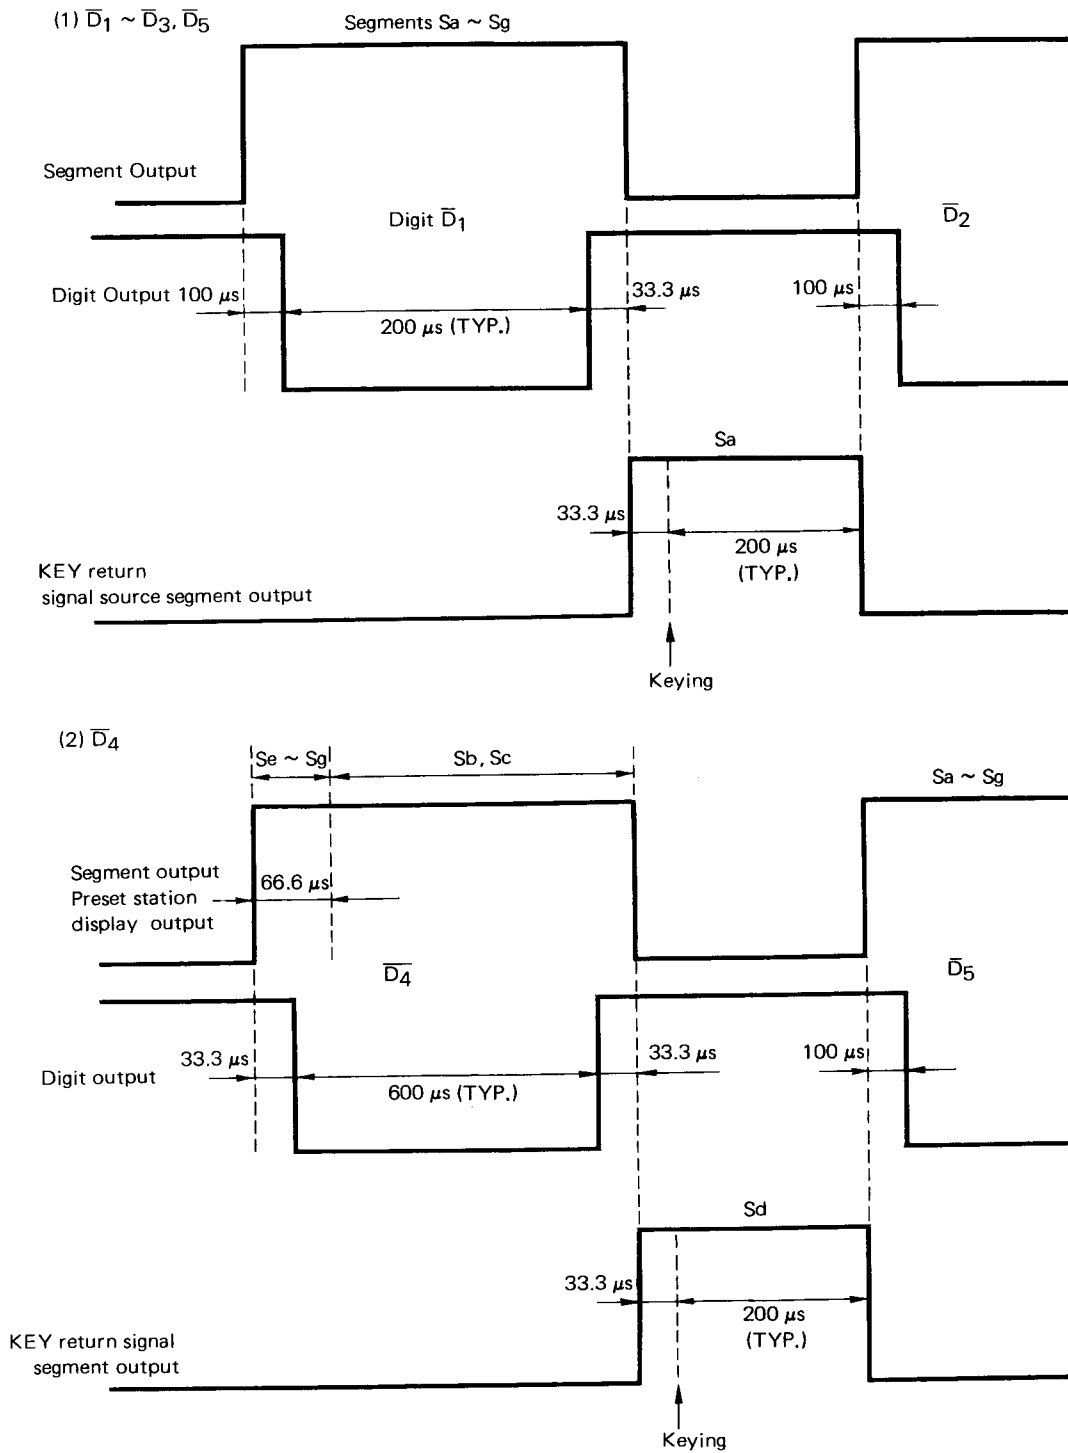 (1) D̅1 ~ D̅3, D̅5
Segments Sa ~ Sg
Segment Output
Digit D̅1
D̅2
Digit Output 100 μs
200 μs (TYP.)
33.3 μs
100 μs
Sa
33.3 μs
200 μs
(TYP.)
KEY return
signal source segment output
Keying
(2) D̅4
Se ~ Sg
Sb, Sc
Sa ~ Sg
Segment output
Preset station
display output
66.6 μs
D̅4
D̅5
Digit output
33.3 μs
600 μs (TYP.)
33.3 μs
100 μs
Sd
33.3 μs
200 μs
(TYP.)
KEY return signal
segment output
Keying